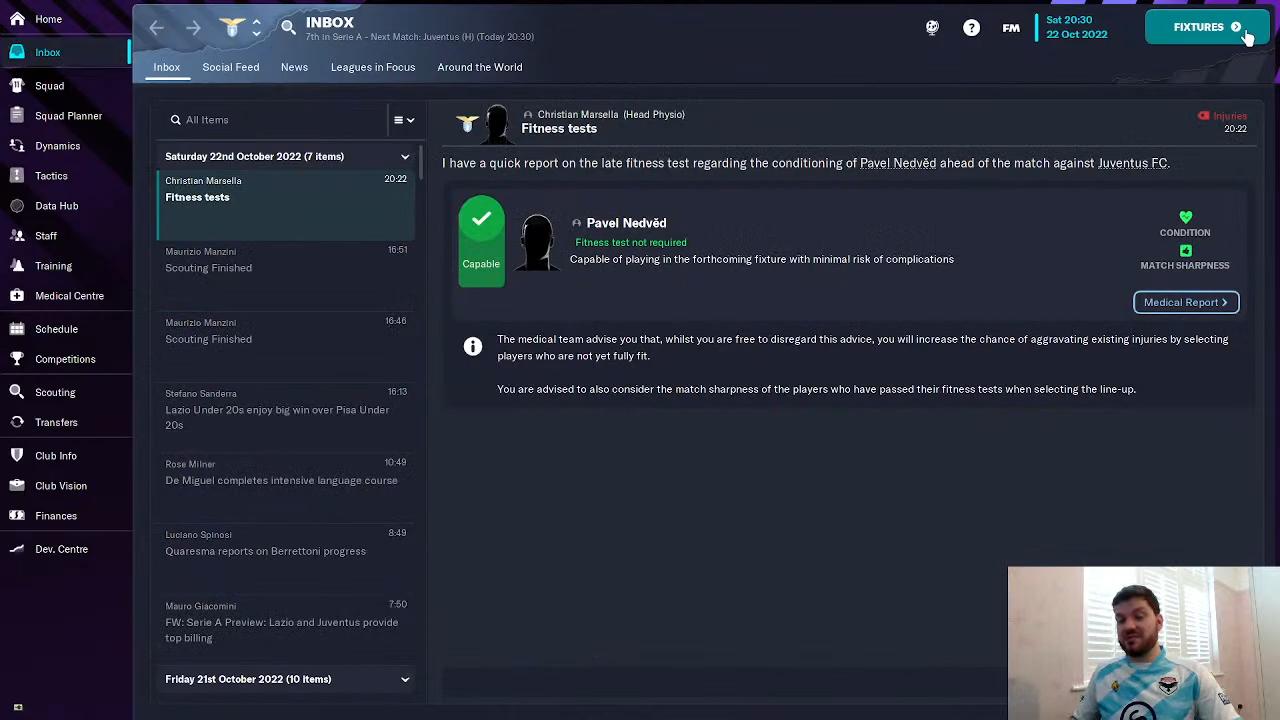 Home
INBOX
7th in Serie A - Next Match: Juventus (H) (Today 20:30)
FM
Sat 20:30
22 Oct 2022
FIXTURES
Inbox
Squad
Squad Planner
Dynamics
Tactics
Data Hub
Staff
Training
Medical Centre
Schedule
Competitions
Scouting
Transfers
Club Info
Club Vision
Finances
Dev. Centre
Inbox
Social Feed
News
Leagues in Focus
Around the World
All Items
Saturday 22nd October 2022 (7 items)
Christian Marsella 20:22
Fitness tests
Maurizio Manzini 16:51
Scouting Finished
Maurizio Manzini 16:46
Scouting Finished
Stefano Sanderra 16:13
Lazio Under 20s enjoy big win over Pisa Under
20s
Rose Milner 10:49
De Miguel completes intensive language course
Luciano Spinosi 8:49
Quaresma reports on Berrettoni progress
Mauro Giacomini 7:50
FW: Serie A Preview: Lazio and Juventus provide
top billing
Friday 21st October 2022 (10 items)
Christian Marsella (Head Physio)
Fitness tests
Injuries
20:22
I have a quick report on the late fitness test regarding the conditioning of Pavel Nedvěd ahead of the match against Juventus FC.
Capable
Pavel Nedvěd
Fitness test not required
Capable of playing in the forthcoming fixture with minimal risk of complications
CONDITION
MATCH SHARPNESS
Medical Report
The medical team advise you that, whilst you are free to disregard this advice, you will increase the chance of aggravating existing injuries by selecting
players who are not yet fully fit.
You are advised to also consider the match sharpness of the players who have passed their fitness tests when selecting the line-up.